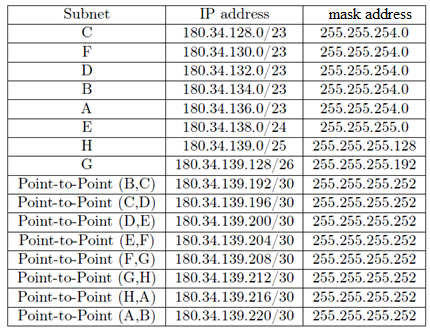 Subnet IP address mask address
C 180.34.128.0/23 255.255.254.0
F 180.34.130.0/23 255.255.254.0
D 180.34.132.0/23 255.255.254.0
B 180.34.134.0/23 255.255.254.0
A 180.34.136.0/23 255.255.254.0
E 180.34.138.0/24 255.255.255.0
H 180.34.139.0/25 255.255.255.128
G 180.34.139.128/26 255.255.255.192
Point-to-Point (B,C) 180.34.139.192/30 255.255.255.252
Point-to-Point (C,D) 180.34.139.196/30 255.255.255.252
Point-to-Point (D,E) 180.34.139.200/30 255.255.255.252
Point-to-Point (E,F) 180.34.139.204/30 255.255.255.252
Point-to-Point (F,G) 180.34.139.208/30 255.255.255.252
Point-to-Point (G,H) 180.34.139.212/30 255.255.255.252
Point-to-Point (H,A) 180.34.139.216/30 255.255.255.252
Point-to-Point (A,B) 180.34.139.220/30 255.255.255.252